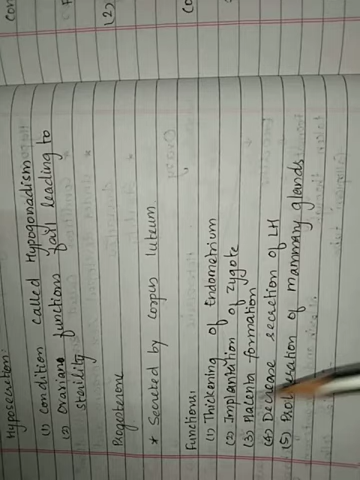 Hyposecretion:
(1) Condition called Hypogonadism
(2) Ovarian functions fail leading to
sterility
Progesterone
* Secreted by corpus luteum
Functions:
(1) Thickening of Endometrium
(2) Implantation of zygote
(3) Placenta formation
(4) Decrease secretion of LH
(5) Proliferation of mammary glands
(2)